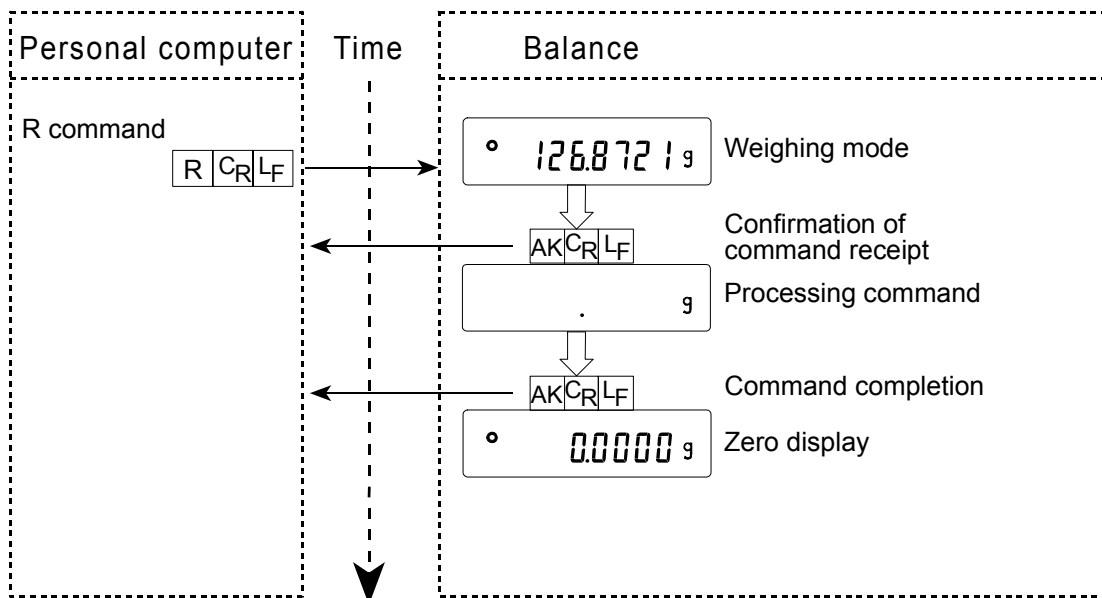 Personal computer Time Balance
R command
R CR LF
126.8721 g Weighing mode
AK CR LF Confirmation of
command receipt
. g Processing command
AK CR LF Command completion
0.0000 g Zero display